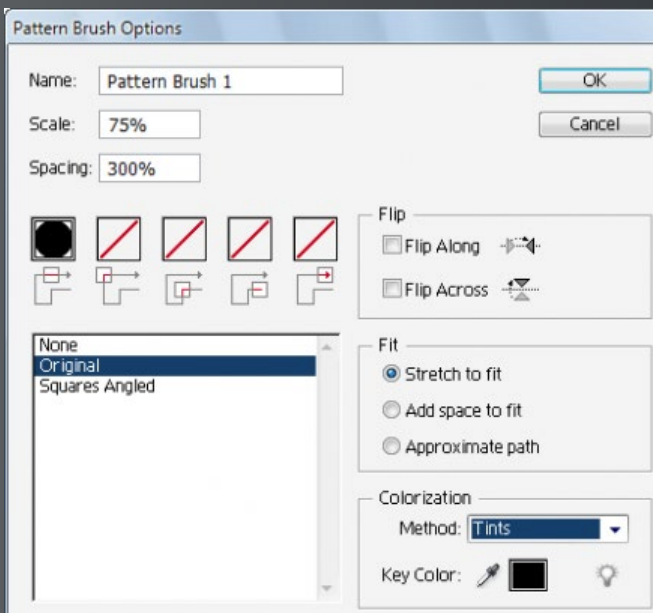 Pattern Brush Options
Name: Pattern Brush 1
OK
Scale: 75%
Cancel
Spacing: 300%
Flip
Flip Along
Flip Across
None
Original
Squares Angled
Fit
Stretch to fit
Add space to fit
Approximate path
Colorization
Method: Tints
Key Color: